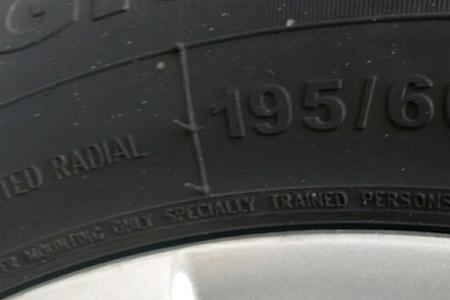 195/6
TED RADIAL
MOUNTING ONLY SPECIALLY TRAINED PERSONS